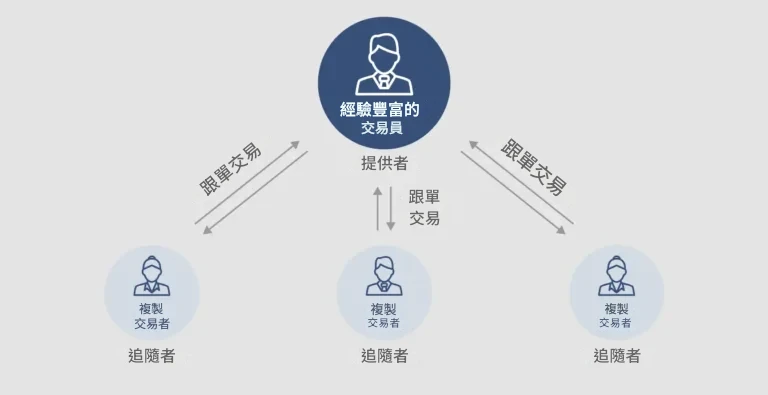 經驗豐富的
交易員
提供者
跟單交易
跟單
交易
跟單交易
複製
交易者
追隨者
複製
交易者
追隨者
複製
交易者
追隨者